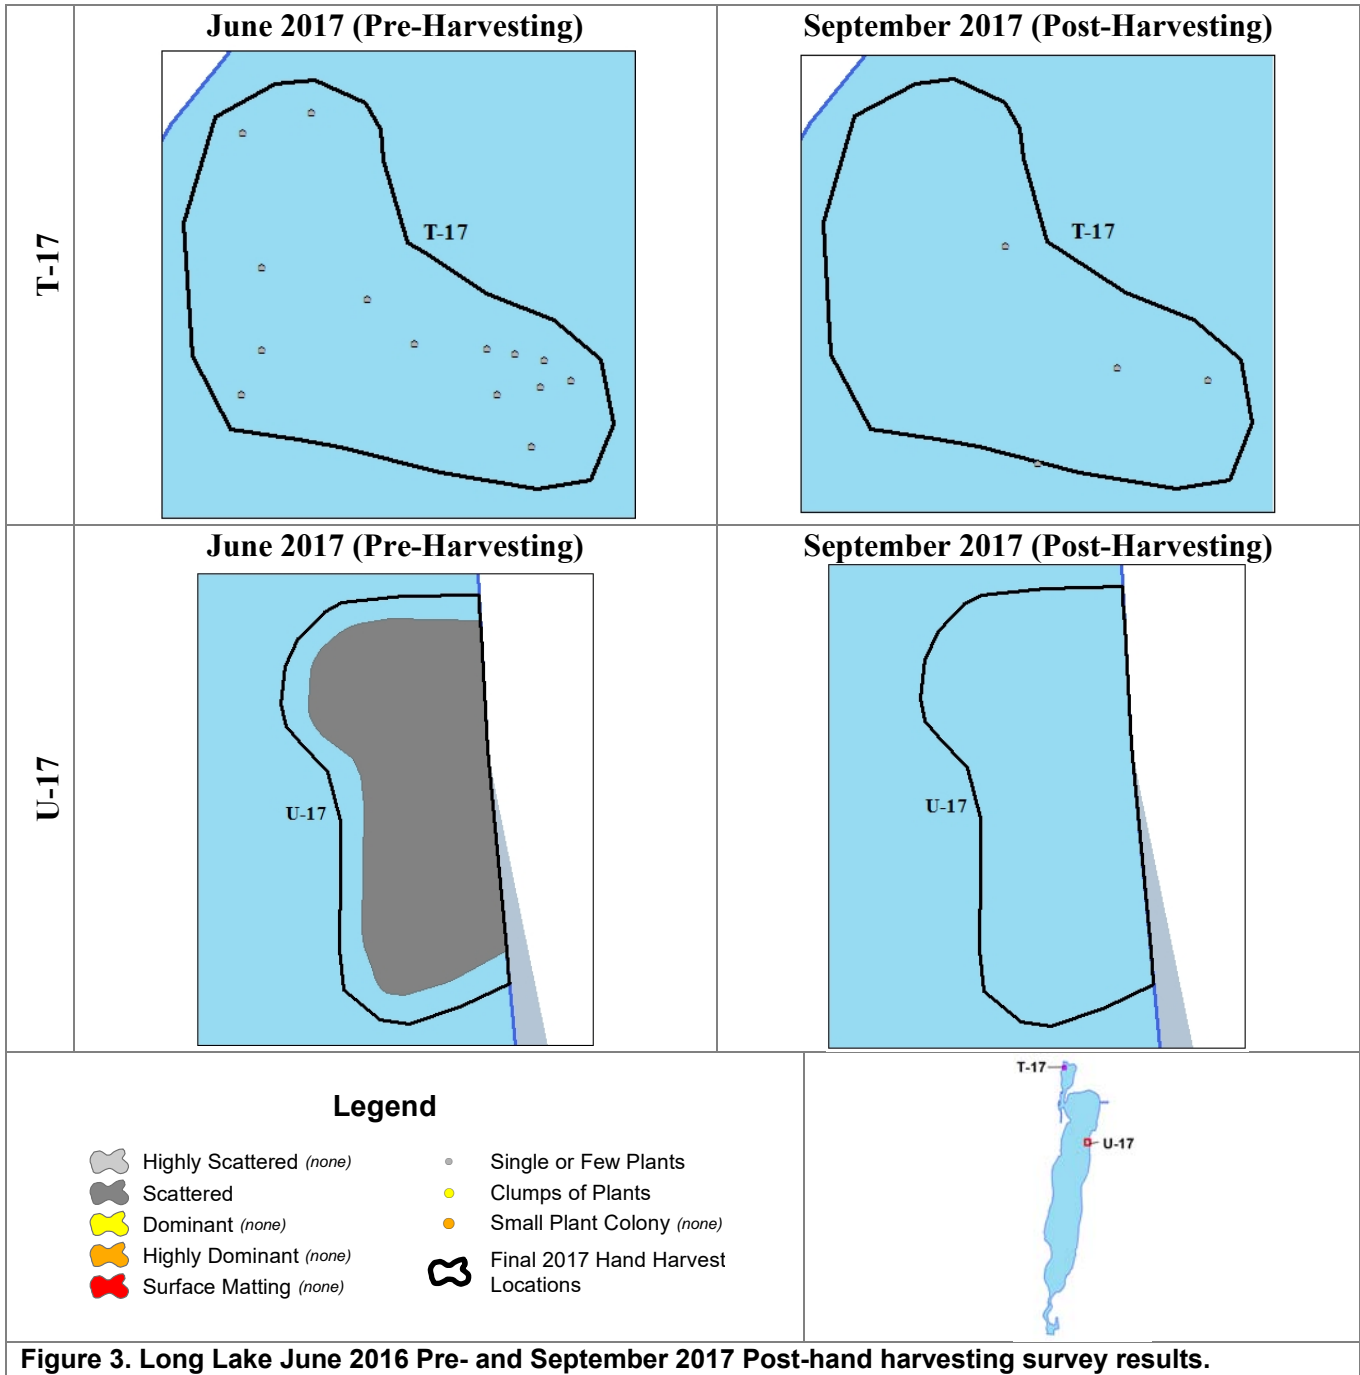 June 2017 (Pre-Harvesting)
September 2017 (Post-Harvesting)
T-17
T-17
T-17
June 2017 (Pre-Harvesting)
September 2017 (Post-Harvesting)
U-17
U-17
U-17
Legend
Highly Scattered (none)
Scattered
Dominant (none)
Highly Dominant (none)
Surface Matting (none)
Single or Few Plants
Clumps of Plants
Small Plant Colony (none)
Final 2017 Hand Harvest
Locations
T-17
U-17
Figure 3. Long Lake June 2016 Pre- and September 2017 Post-hand harvesting survey results.